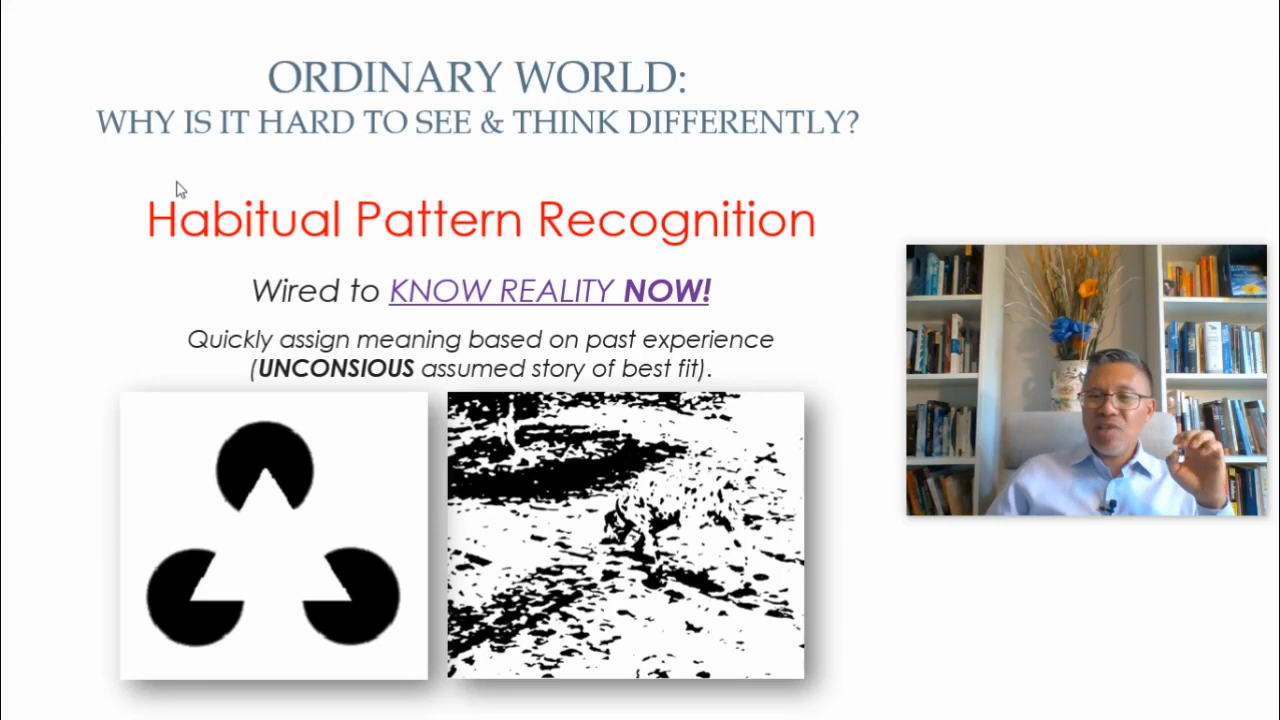 ORDINARY WORLD:
WHY IS IT HARD TO SEE & THINK DIFFERENTLY?
Habitual Pattern Recognition
Wired to KNOW REALITY NOW!
Quickly assign meaning based on past experience
(UNCONSIOUS assumed story of best fit).